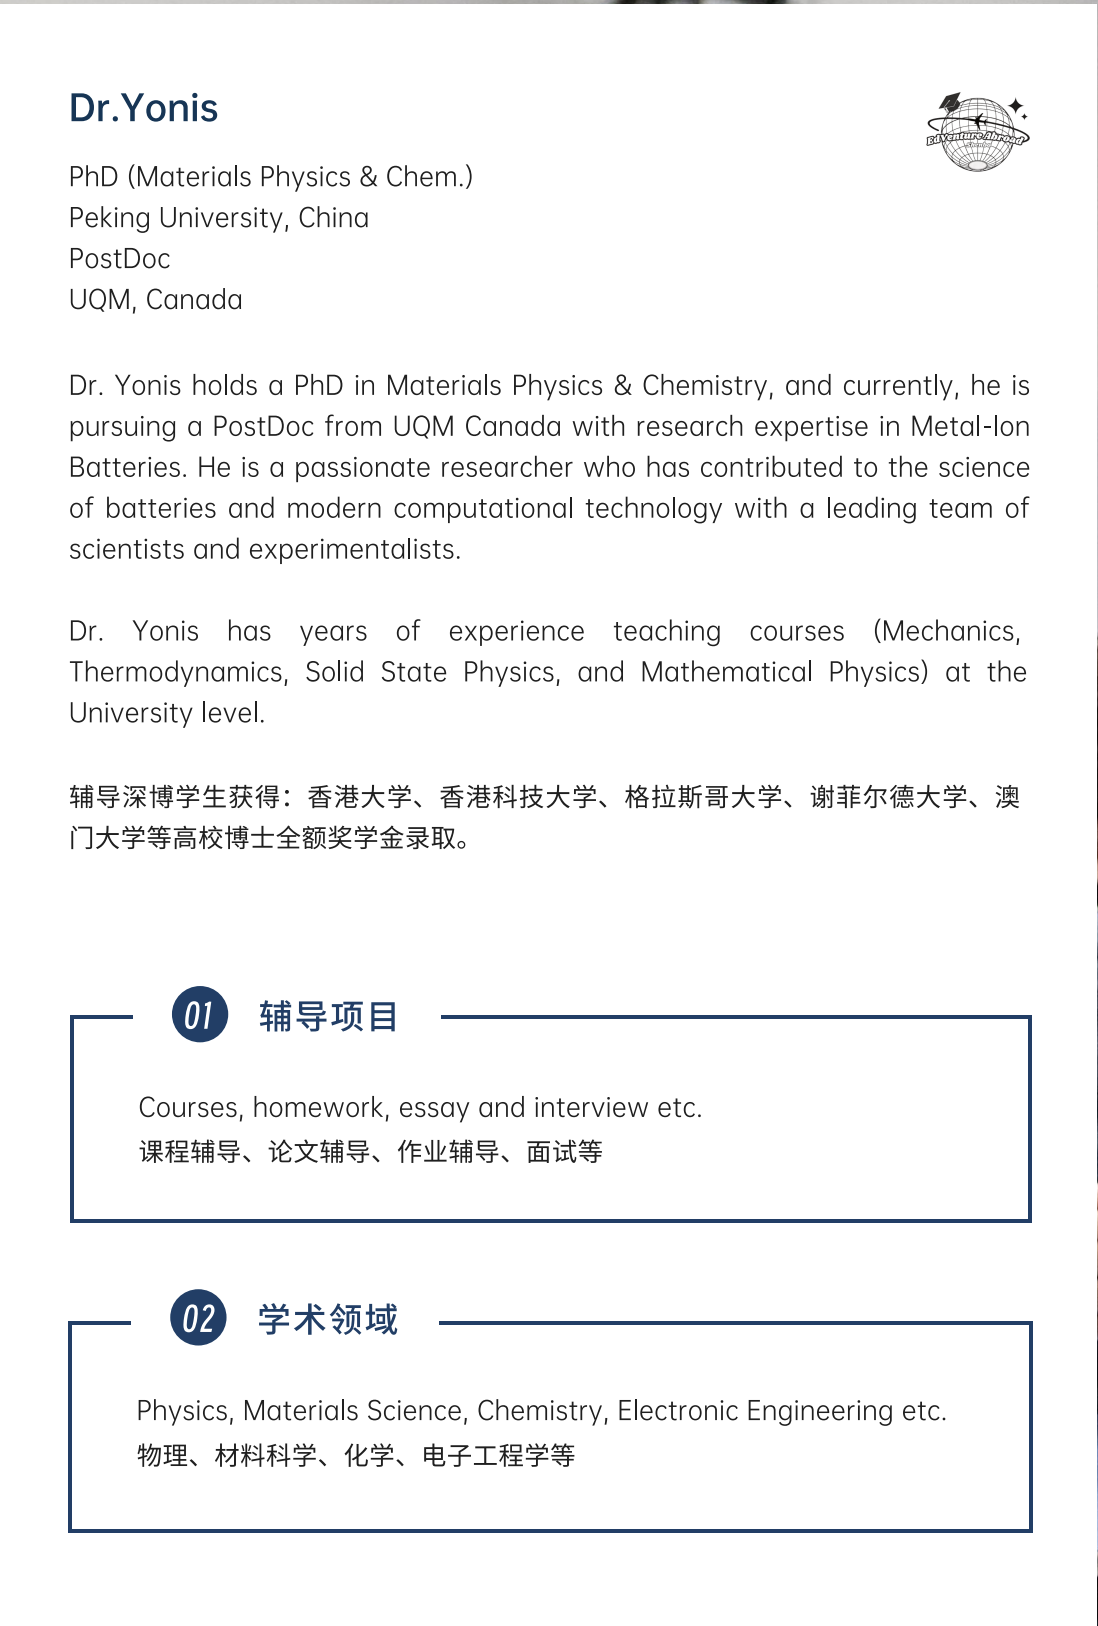 Dr.Yonis
EdVenture Abroad
PhD (Materials Physics & Chem.)
Peking University, China
PostDoc
UQM, Canada
Dr. Yonis holds a PhD in Materials Physics & Chemistry, and currently, he is
pursuing a PostDoc from UQM Canada with research expertise in Metal-Ion
Batteries. He is a passionate researcher who has contributed to the science
of batteries and modern computational technology with a leading team of
scientists and experimentalists.
Dr. Yonis has years of experience teaching courses (Mechanics,
Thermodynamics, Solid State Physics, and Mathematical Physics) at the
University level.
辅导深博学生获得：香港大学、香港科技大学、格拉斯哥大学、谢菲尔德大学、澳
门大学等高校博士全额奖学金录取。
01 辅导项目
Courses, homework, essay and interview etc.
课程辅导、论文辅导、作业辅导、面试等
02 学术领域
Physics, Materials Science, Chemistry, Electronic Engineering etc.
物理、材料科学、化学、电子工程学等